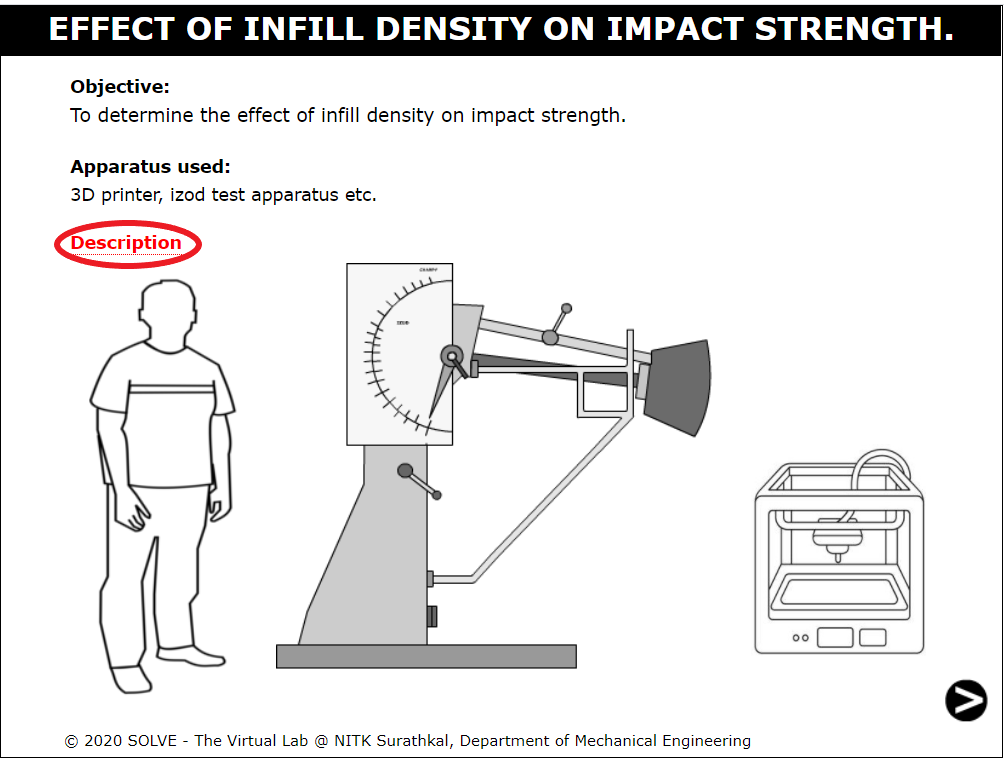 EFFECT OF INFILL DENSITY ON IMPACT STRENGTH.
Objective:
To determine the effect of infill density on impact strength.
Apparatus used:
3D printer, izod test apparatus etc.
Description
CHARPY
IZOD
© 2020 SOLVE - The Virtual Lab @ NITK Surathkal, Department of Mechanical Engineering